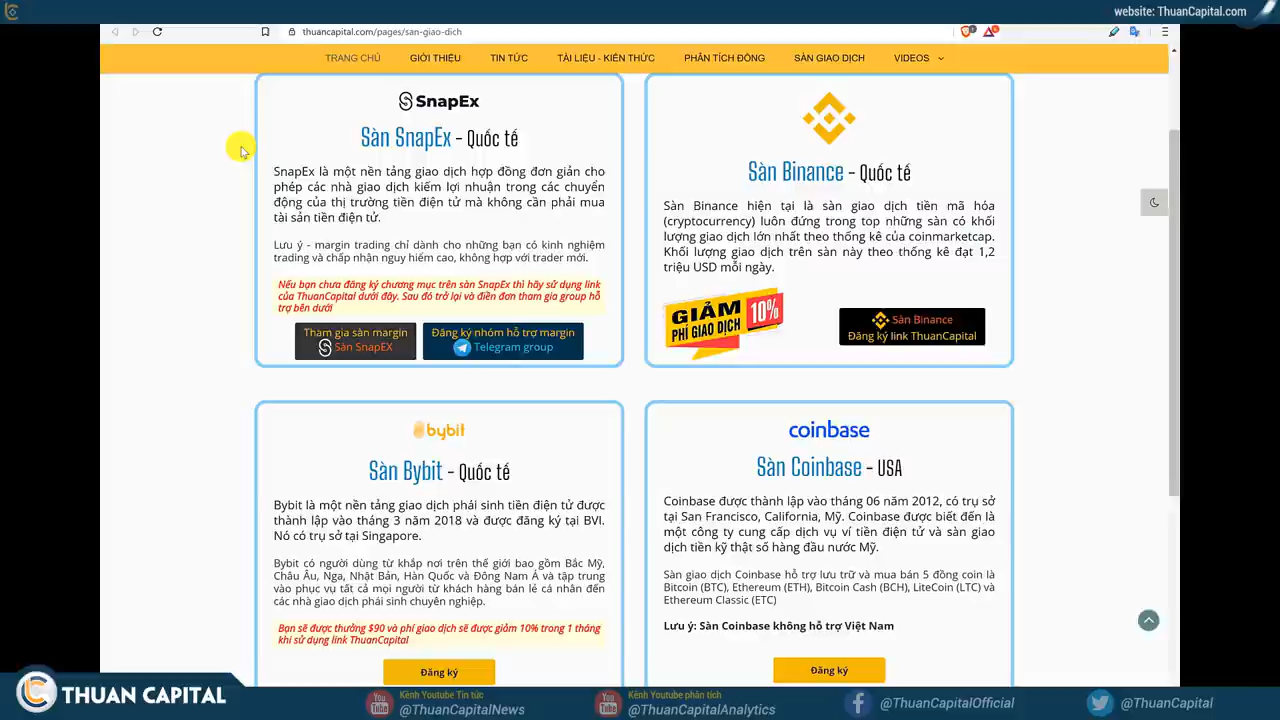 website: ThuanCapital.com
thuancapital.com/pages/san-giao-dich
TRANG CHỦ
GIỚI THIỆU
TIN TỨC
TÀI LIỆU - KIẾN THỨC
PHÂN TÍCH ĐỒNG
SÀN GIAO DỊCH
VIDEOS
SnapEx
Sàn SnapEx - Quốc tế
SnapEx là một nền tảng giao dịch hợp đồng đơn giản cho
phép các nhà giao dịch kiếm lợi nhuận trong các chuyển
động của thị trường tiền điện tử mà không cần phải mua
tài sản tiền điện tử.
Lưu ý - margin trading chỉ dành cho những bạn có kinh nghiệm
trading và chấp nhận nguy hiểm cao, không hợp với trader mới.
Nếu bạn chưa đăng ký chương mục trên sàn SnapEx thì hãy sử dụng link
của ThuanCapital dưới đây. Sau đó trở lại và điền đơn tham gia group hỗ
trợ bên dưới
Tham gia sàn margin
Sàn SnapEX
Đăng ký nhóm hỗ trợ margin
Telegram group
Sàn Binance - Quốc tế
Sàn Binance hiện tại là sàn giao dịch tiền mã hóa
(cryptocurrency) luôn đứng trong top những sàn có khối
lượng giao dịch lớn nhất theo thống kê của coinmarketcap.
Khối lượng giao dịch trên sàn này theo thống kê đạt 1,2
triệu USD mỗi ngày.
GIẢM 10%
PHÍ GIAO DỊCH
Sàn Binance
Đăng ký link ThuanCapital
bybit
Sàn Bybit - Quốc tế
Bybit là một nền tảng giao dịch phái sinh tiền điện tử được
thành lập vào tháng 3 năm 2018 và được đăng ký tại BVI.
Nó có trụ sở tại Singapore.
Bybit có người dùng từ khắp nơi trên thế giới bao gồm Bắc Mỹ,
Châu Âu, Nga, Nhật Bản, Hàn Quốc và Đông Nam Á và tập trung
vào phục vụ tất cả mọi người từ khách hàng bán lẻ cá nhân đến
các nhà giao dịch phái sinh chuyên nghiệp.
Bạn sẽ được thưởng $90 và phí giao dịch sẽ được giảm 10% trong 1 tháng
khi sử dụng link ThuanCapital
Đăng ký
coinbase
Sàn Coinbase - USA
Coinbase được thành lập vào tháng 06 năm 2012, có trụ sở
tại San Francisco, California, Mỹ. Coinbase được biết đến là
một công ty cung cấp dịch vụ ví tiền điện tử và sàn giao
dịch tiền kỹ thật số hàng đầu nước Mỹ.
Sàn giao dịch Coinbase hỗ trợ lưu trữ và mua bán 5 đồng coin là
Bitcoin (BTC), Ethereum (ETH), Bitcoin Cash (BCH), LiteCoin (LTC) và
Ethereum Classic (ETC)
Lưu ý: Sàn Coinbase không hỗ trợ Việt Nam
Đăng ký
THUAN CAPITAL
Kênh Youtube Tin tức
@ThuanCapitalNews
Kênh Youtube phân tích
@ThuanCapitalAnalytics
@ThuanCapitalOfficial
@ThuanCapital